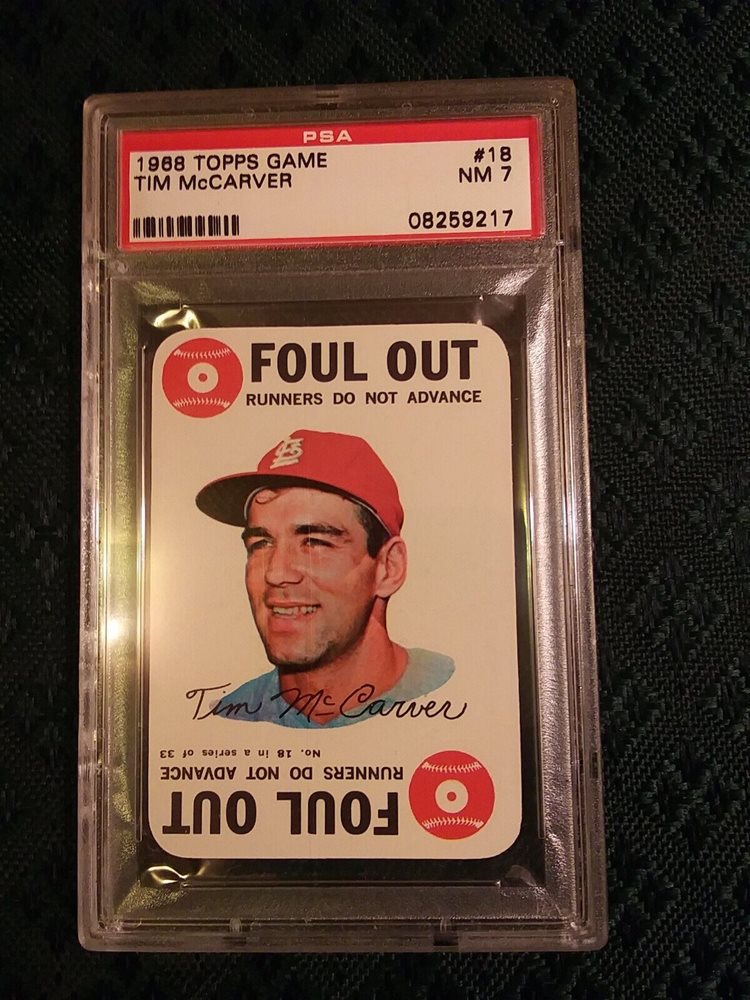 PSA
1968 TOPPS GAME #18
TIM McCARVER NM 7
08259217
FOUL OUT
RUNNERS DO NOT ADVANCE
STL
Tim McCarver
No. 18 in a series of 33
RUNNERS DO NOT ADVANCE
FOUL OUT